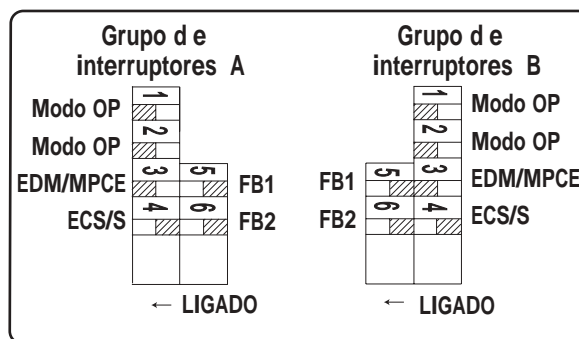 Grupo d e
interruptores A
1
Modo OP
2
Modo OP
3 5
EDM/MPCE FB1
4 6
ECS/S FB2
← LIGADO
Grupo d e
interruptores B
1
Modo OP
2
Modo OP
5 3
FB1 EDM/MPCE
6 4
FB2 ECS/S
← LIGADO